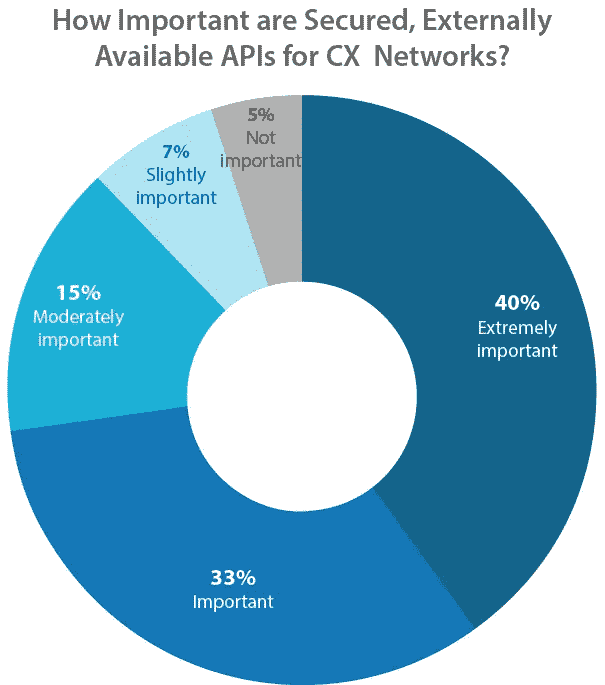 How Important are Secured, Externally
Available APIs for CX Networks?
5%
Not
important
7%
Slightly
important
15%
Moderately
important
40%
Extremely
important
33%
Important